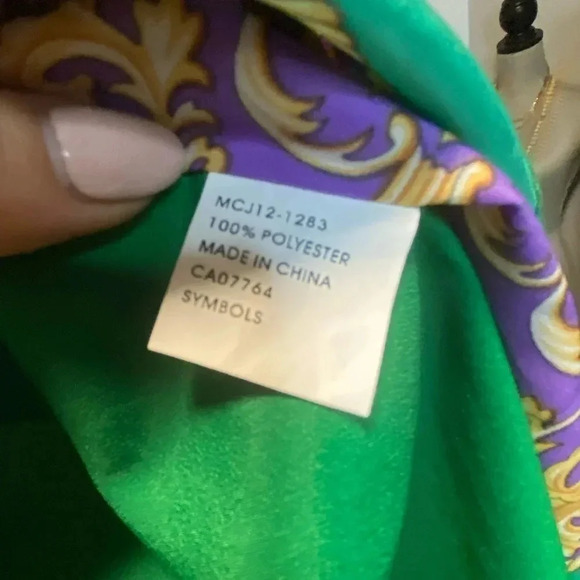 MCJ12-1283
100% POLYESTER
MADE IN CHINA
CA07764
SYMBOLS